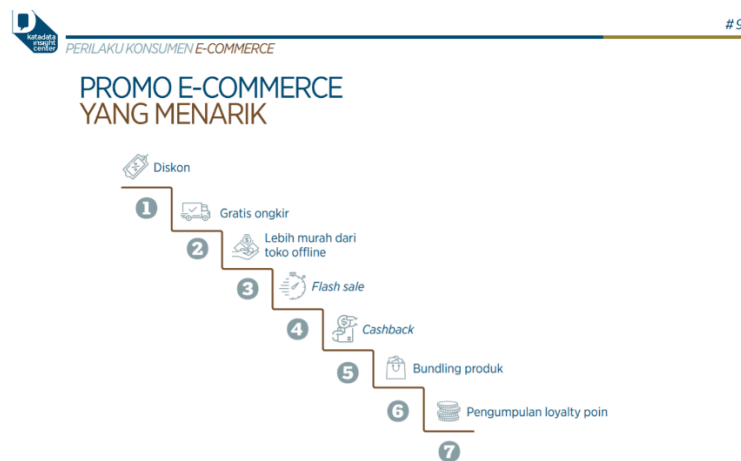 katadata
insight
center
PERILAKU KONSUMEN E-COMMERCE
#9
PROMO E-COMMERCE
YANG MENARIK
Diskon
1
Gratis ongkir
2
Lebih murah dari
toko offline
3
Flash sale
4
Cashback
5
Bundling produk
6
Pengumpulan loyalty poin
7